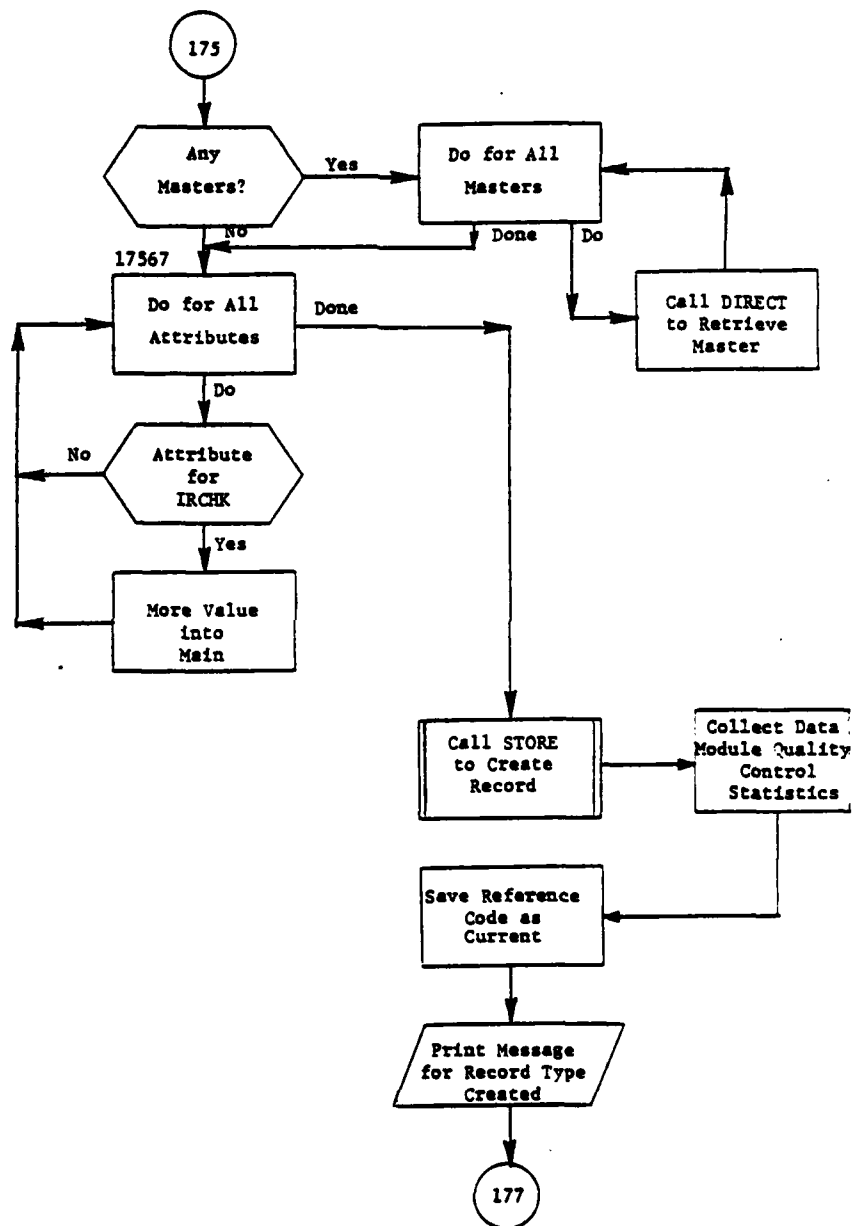 175
Any
Masters?
Yes
Do for All
Masters
No
Done
Do
17567
Do for All
Attributes
Done
Call DIRECT
to Retrieve
Master
Do
No
Attribute
for
IRCHK
Yes
More Value
into
Main
Call STORE
to Create
Record
Collect Data
Module Quality
Control
Statistics
Save Reference
Code as
Current
Print Message
for Record Type
Created
177